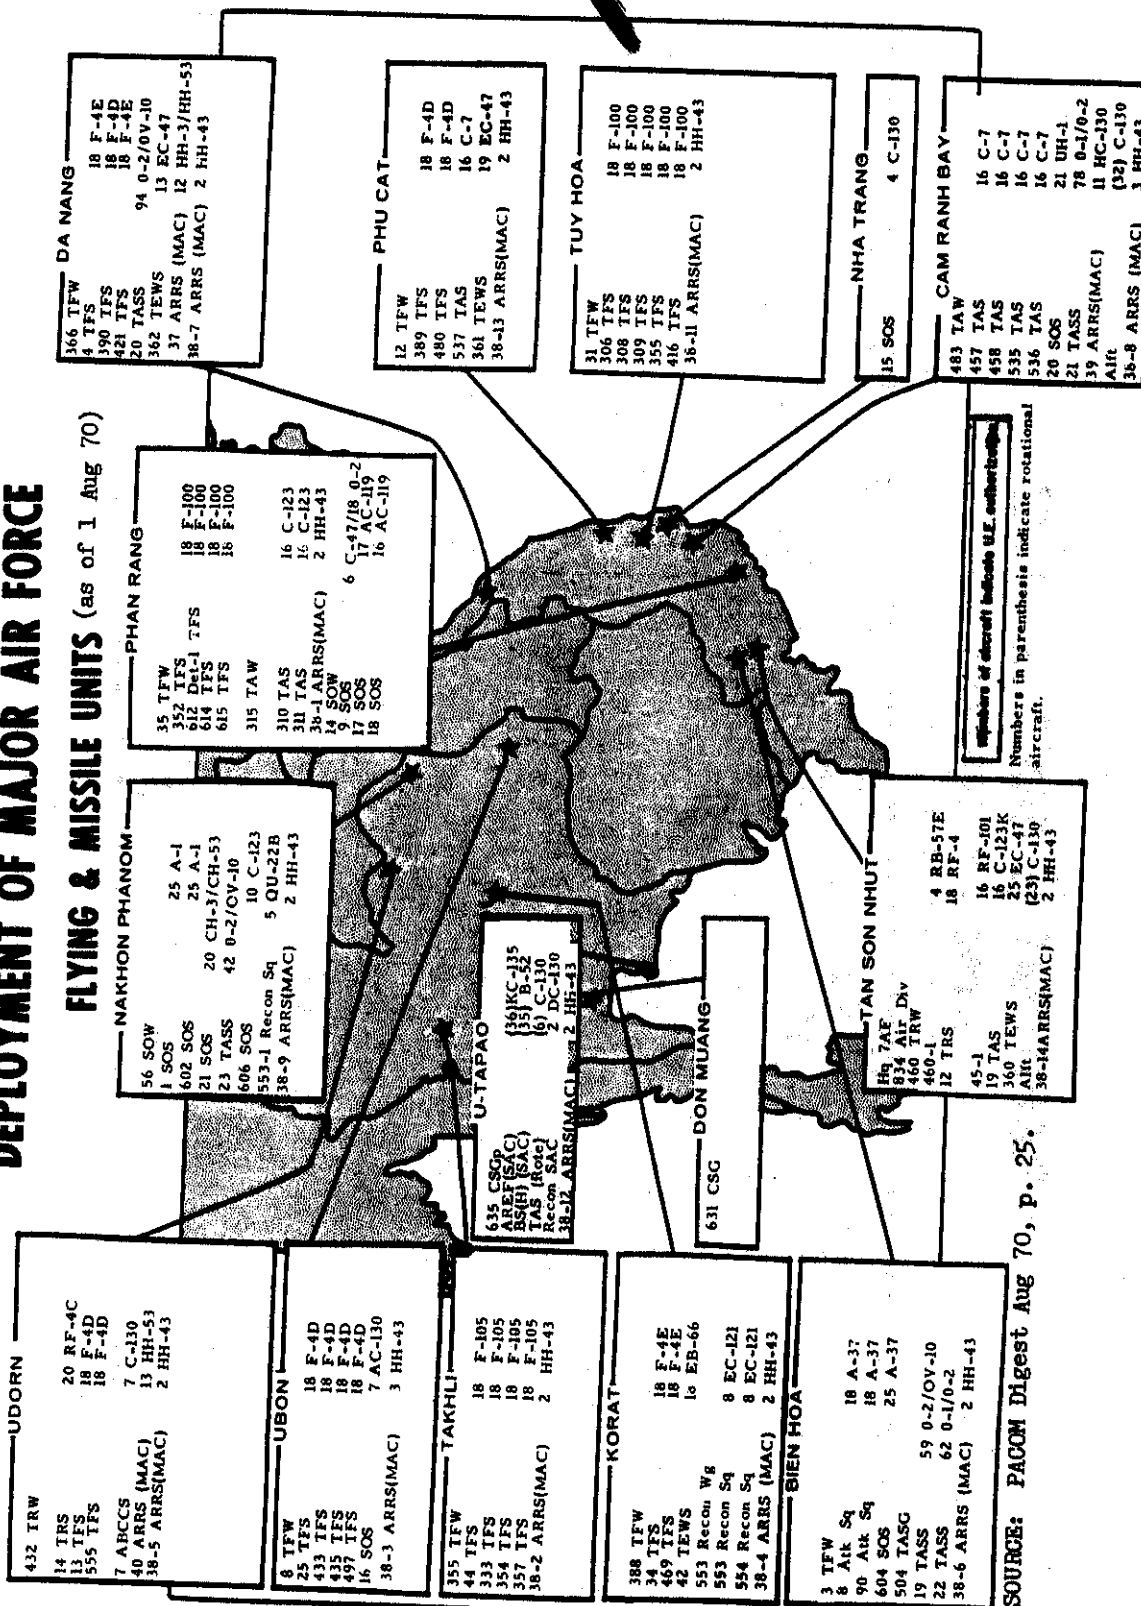 DEPLOYMENT OF MAJOR AIR FORCE
FLYING & MISSILE UNITS (as of 1 Aug 70)
UDORN
432 TRW
14 TRS 20 RF-4C
13 TFS 18 F-4D
555 TFS 18 F-4D
7 ABCCS 7 C-130
40 ARRS (MAC) 13 HH-53
38-5 ARRS(MAC) 2 HH-43
UBON
8 TFW
25 TFS 18 F-4D
433 TFS 18 F-4D
435 TFS 18 F-4D
497 TFS 18 F-4D
16 SOS 7 AC-130
38-3 ARRS(MAC) 3 HH-43
TAKHLI
355 TFW
44 TFS 18 F-105
333 TFS 18 F-105
354 TFS 18 F-105
357 TFS 18 F-105
38-2 ARRS(MAC) 2 HH-43
KORAT
388 TFW
34 TFS 18 F-4E
469 TFS 18 F-4E
42 TEWS EB-66
553 Recon Wg
553 Recon Sq 8 EC-121
554 Recon Sq 8 EC-121
38-4 ARRS (MAC) 2 HH-43
BIEN HOA
3 TFW
8 Atk Sq 18 A-37
90 Atk Sq 18 A-37
604 SOS 25 A-37
504 TASG
19 TASS 59 O-2/OV-10
22 TASS 62 O-1/O-2
38-6 ARRS (MAC) 2 HH-43
NAKHON PHANOM
56 SOW
1 SOS 25 A-1
602 SOS 25 A-1
21 SOS 20 CH-3/CH-53
23 TASS 42 O-2/OV-10
606 SOS 10 C-123
553-1 Recon Sq 5 QU-22B
38-9 ARRS(MAC) 2 HH-43
U-TAPAO
635 CSGp
AREF(SAC) (36)KC-135
BS(H) (SAC) (35) B-52
TAS (Rote) (6) C-130
Recon SAC 2 DC-130
38-12 ARRS(MAC) 2 HH-43
DON MUANG
631 CSG
TAN SON NHUT
Hq 7AF
834 Air Div
460 TRW
460-1 4 RB-57E
12 TRS 18 RF-4
45-1 16 RF-101
19 TAS 16 C-123K
360 TEWS 25 EC-47
Alft (23) C-130
38-14ARRS(MAC) 2 HH-43
PHAN RANG
35 TFW
352 TFS 18 F-100
612 Det-1 TFS 18 F-100
614 TFS 18 F-100
615 TFS 18 F-100
315 TAW
310 TAS 16 C-123
311 TAS 16 C-123
38-1 ARRS(MAC) 2 HH-43
14 SOW
9 SOS 6 C-47/18 O-2
17 SOS 17 AC-119
18 SOS 16 AC-119
DA NANG
366 TFW
4 TFS 18 F-4E
390 TFS 18 F-4D
421 TFS 18 F-4E
20 TASS 94 O-2/OV-10
362 TEWS 13 EC-47
37 ARRS (MAC) 12 HH-3/HH-53
38-7 ARRS (MAC) 2 HH-43
PHU CAT
12 TFW
389 TFS 18 F-4D
480 TFS 18 F-4D
537 TAS 16 C-7
361 TEWS 19 EC-47
38-13 ARRS(MAC) 2 HH-43
TUY HOA
31 TFW
306 TFS 18 F-100
308 TFS 18 F-100
309 TFS 18 F-100
355 TFS 18 F-100
416 TFS 18 F-100
36-11 ARRS(MAC) 2 HH-43
NHA TRANG
15 SOS 4 C-130
CAM RANH BAY
483 TAW
457 TAS 16 C-7
458 TAS 16 C-7
535 TAS 16 C-7
536 TAS 16 C-7
20 SOS 21 UH-1
21 TASS 78 O-1/O-2
39 ARRS(MAC) 11 HC-130
Alft (32) C-130
36-8 ARRS (MAC) 3 HH-43
Numbers of aircraft indicate U.E. authorization
Numbers in parenthesis indicate rotational
aircraft.
SOURCE: PACOM Digest Aug 70, p. 25.